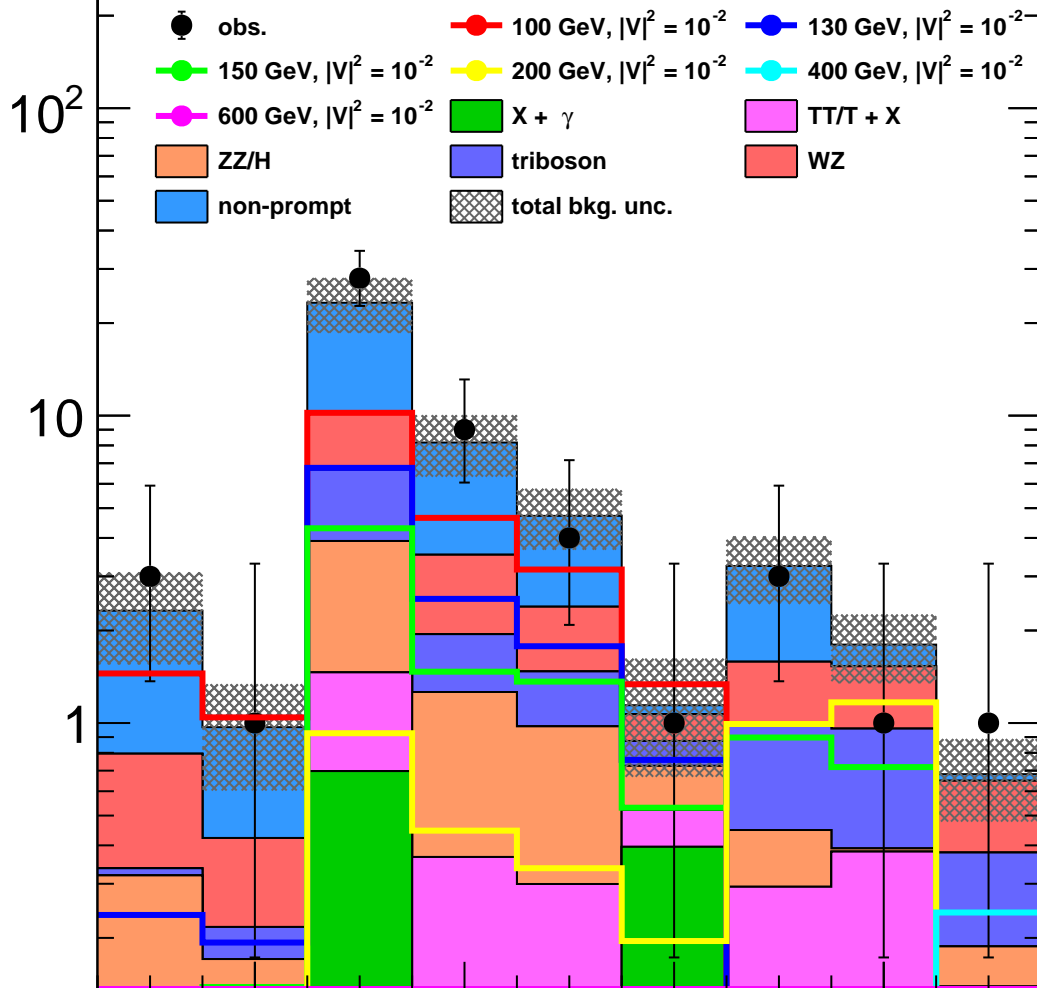 obs. 100 GeV, |V|² = 10⁻² 130 GeV, |V|² = 10⁻²
150 GeV, |V|² = 10⁻² 200 GeV, |V|² = 10⁻² 400 GeV, |V|² = 10⁻²
10² 600 GeV, |V|² = 10⁻² X + γ TT/T + X
ZZ/H triboson WZ
non-prompt total bkg. unc.
10
1